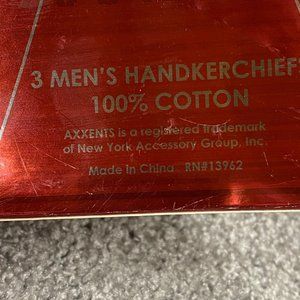 3 MEN'S HANDKERCHIEFS
100% COTTON
AXXENTS is a registered trademark
of New York Accessory Group, Inc.
Made in China RN#13962